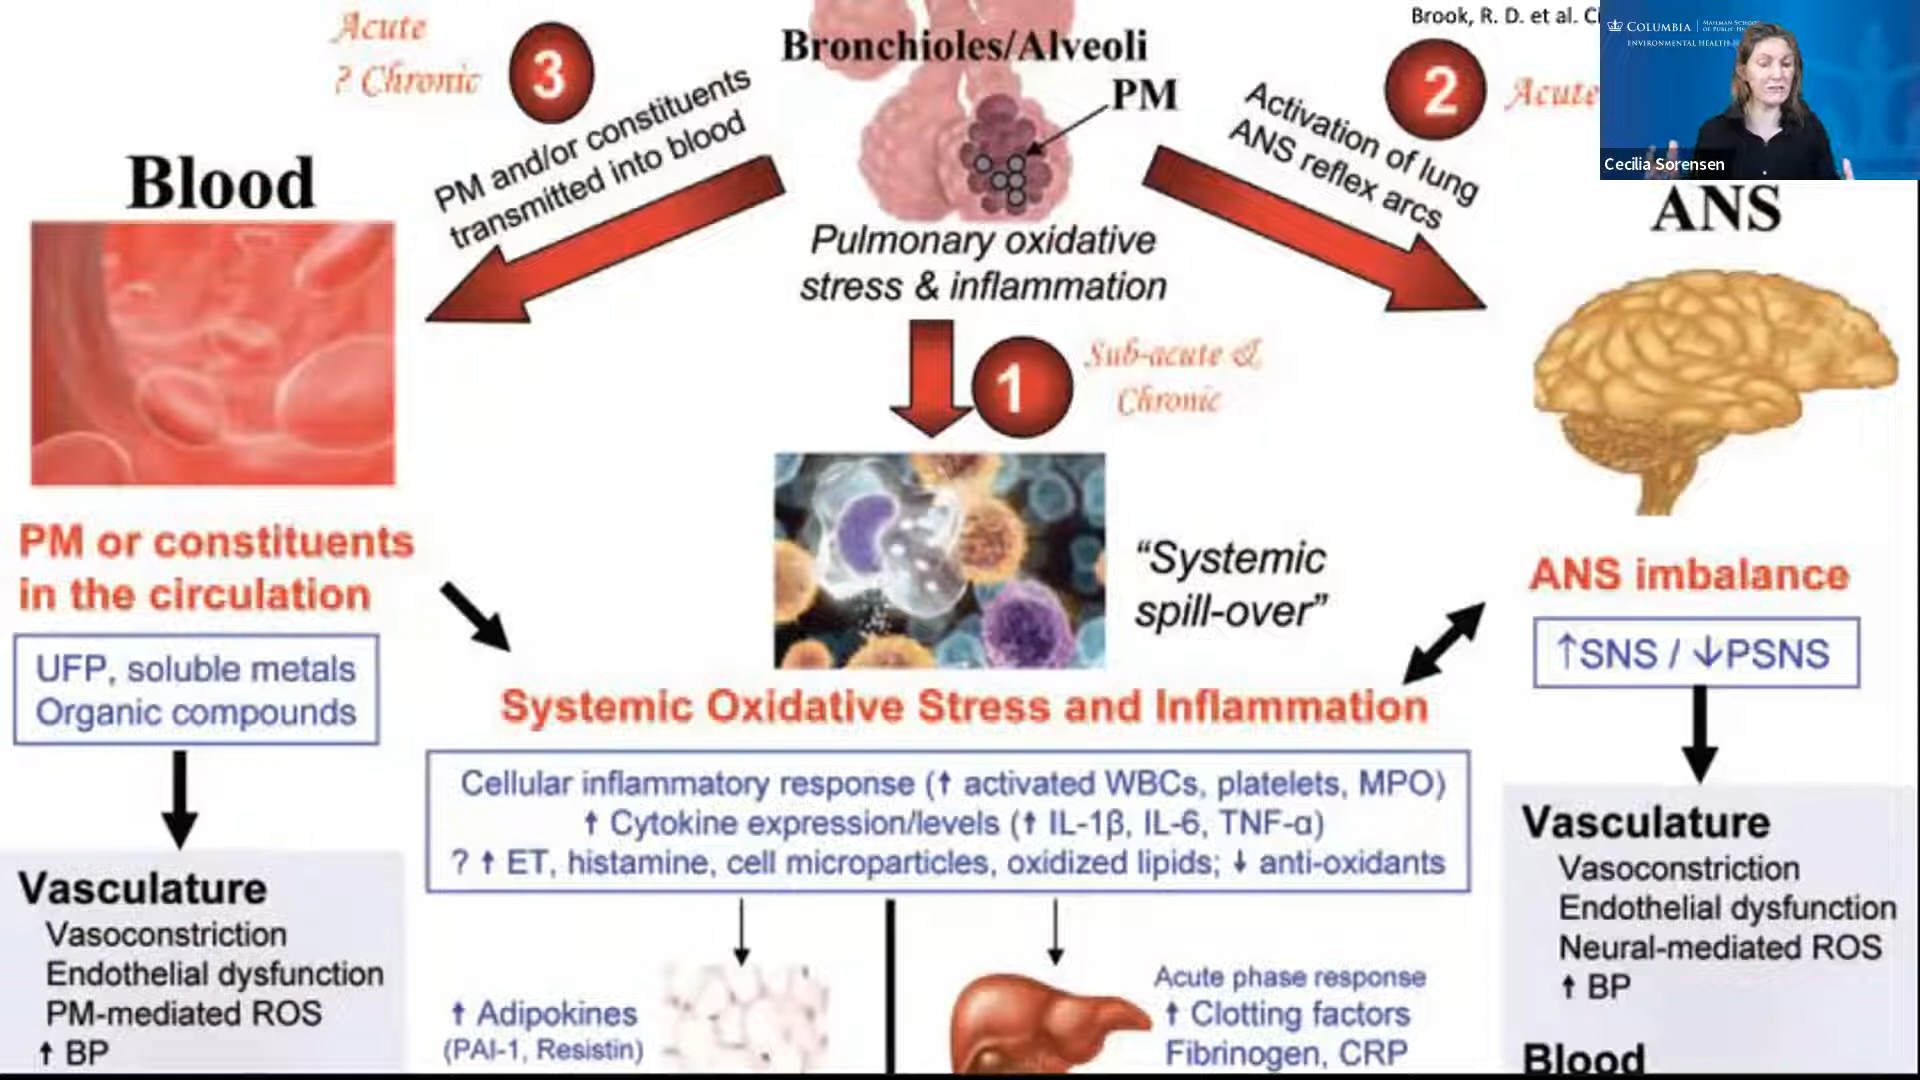 Acute
? Chronic
3
PM and/or constituents
transmitted into blood
Bronchioles/Alveoli
PM
Pulmonary oxidative
stress & inflammation
Activation of lung
ANS reflex arcs
2
Acute
Brook, R. D. et al.
COLUMBIA
ENVIRONMENTAL HEALTH
Cecilia Sorensen
Blood
ANS
1
Sub-acute &
Chronic
"Systemic
spill-over"
PM or constituents
in the circulation
UFP, soluble metals
Organic compounds
Vasculature
Vasoconstriction
Endothelial dysfunction
PM-mediated ROS
↑ BP
Systemic Oxidative Stress and Inflammation
Cellular inflammatory response (↑ activated WBCs, platelets, MPO)
↑ Cytokine expression/levels (↑ IL-1β, IL-6, TNF-α)
? ↑ ET, histamine, cell microparticles, oxidized lipids; ↓ anti-oxidants
↑ Adipokines
(PAI-1, Resistin)
Acute phase response
↑ Clotting factors
Fibrinogen, CRP
ANS imbalance
↑SNS / ↓PSNS
Vasculature
Vasoconstriction
Endothelial dysfunction
Neural-mediated ROS
↑ BP
Blood